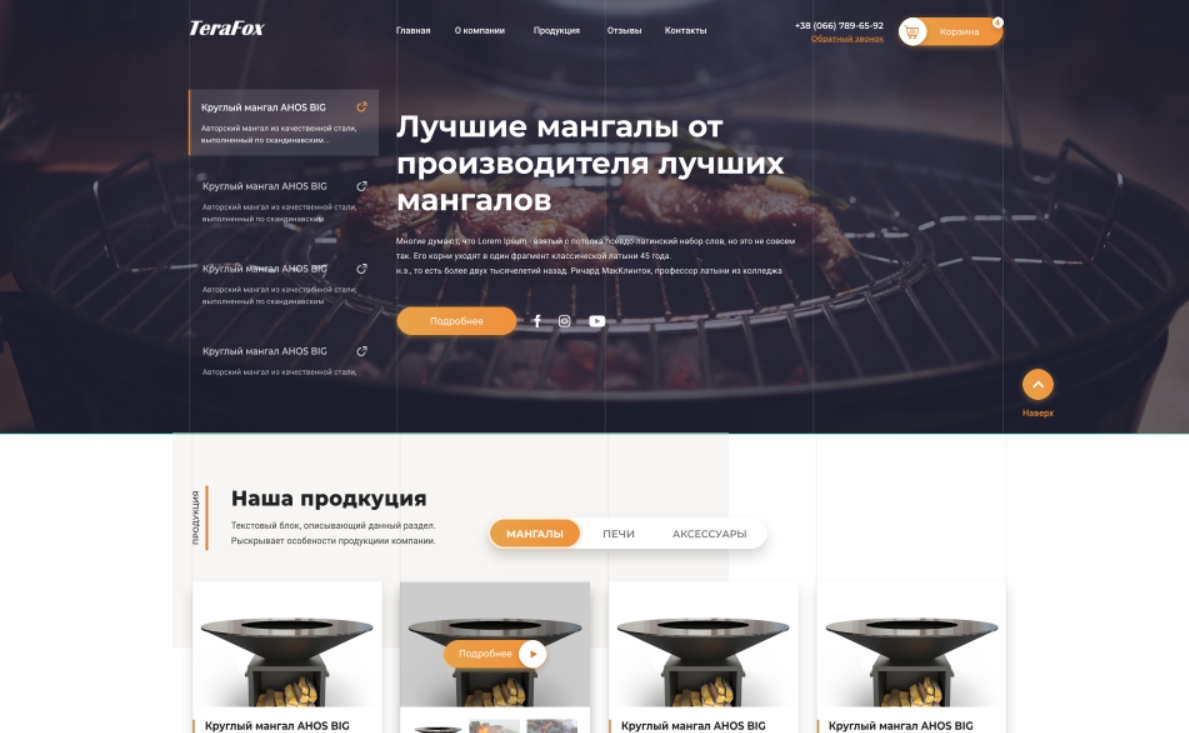 TeraFox
Главная
О компании
Продукция
Отзывы
Контакты
+38 (066) 789-65-92
Обратный звонок
Корзина
4
Круглый мангал AHOS BIG
Авторский мангал из качественной стали,
выполненный по скандинавским...
Круглый мангал AHOS BIG
Авторский мангал из качественной стали,
выполненный по скандинавским
Круглый мангал AHOS BIG
Авторский мангал из качественной стали,
выполненный по скандинавским
Круглый мангал AHOS BIG
Авторский мангал из качественной стали,
Лучшие мангалы от
производителя лучших
мангалов
Многие думают, что Lorem Ipsum - взятый с потолка псевдо-латинский набор слов, но это не совсем
так. Его корни уходят в один фрагмент классической латыни 45 года.
н.э., то есть более двух тысячелетий назад. Ричард МакКлинток, профессор латыни из колледжа
Подробнее
Наверх
ПРОДУКЦИЯ
Наша продкуция
Текстовый блок, описывающий данный раздел.
Рыскрывает особености продукциии компании.
МАНГАЛЫ
ПЕЧИ
АКСЕССУАРЫ
Подробнее
Круглый мангал AHOS BIG
Круглый мангал AHOS BIG
Круглый мангал AHOS BIG